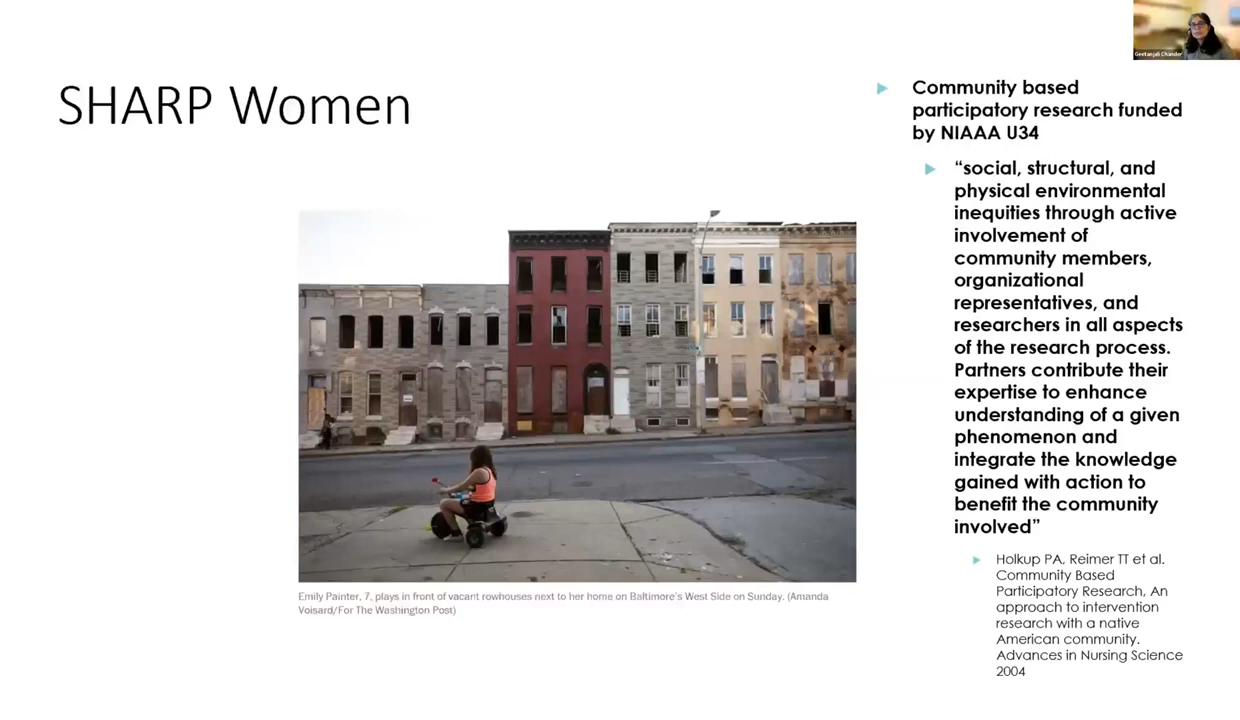 Geetanjali Chander
SHARP Women
Community based
participatory research funded
by NIAAA U34
“social, structural, and
physical environmental
inequities through active
involvement of
community members,
organizational
representatives, and
researchers in all aspects
of the research process.
Partners contribute their
expertise to enhance
understanding of a given
phenomenon and
integrate the knowledge
gained with action to
benefit the community
involved”
Holkup PA, Reimer TT et al.
Community Based
Participatory Research, An
approach to intervention
research with a native
American community.
Advances in Nursing Science
2004
Emily Painter, 7, plays in front of vacant rowhouses next to her home on Baltimore's West Side on Sunday. (Amanda
Voisard/For The Washington Post)